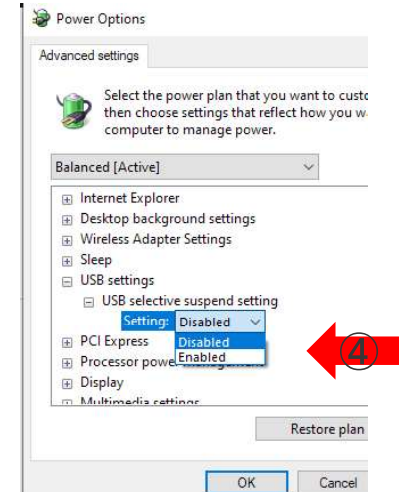 Power Options
Advanced settings
Select the power plan that you want to custo
then choose settings that reflect how you w
computer to manage power.
Balanced [Active]
Internet Explorer
Desktop background settings
Wireless Adapter Settings
Sleep
USB settings
USB selective suspend setting
Setting: Disabled
Disabled
Enabled
PCI Express
Processor power management
Display
Multimedia settings
④
Restore plan
OK Cancel